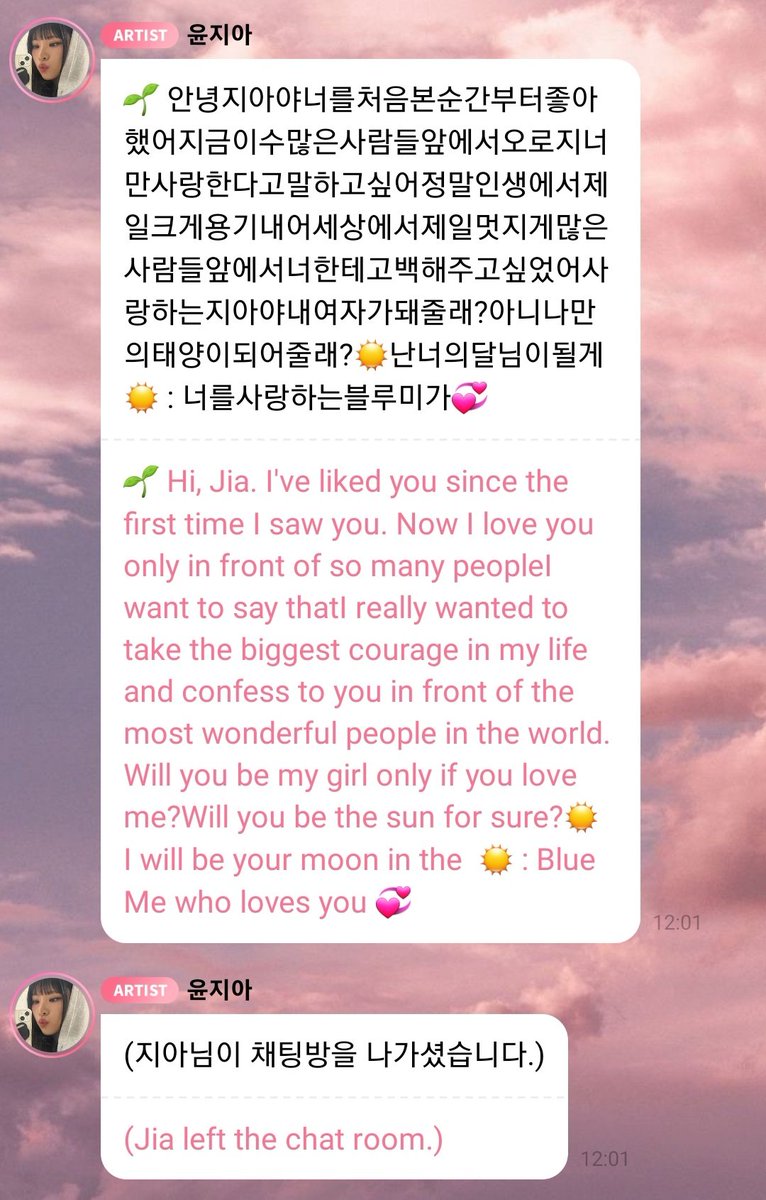 ARTIST 윤지아
🌱 안녕지아야너를처음본순간부터좋아
했어지금이수많은사람들앞에서오로지너
만사랑한다고말하고싶어정말인생에서제
일크게용기내어세상에서제일멋지게많은
사람들앞에서너한테고백해주고싶었어사
랑하는지아야내여자가돼줄래?아니나만
의태양이되어줄래?☀️난너의달님이될게
☀️ : 너를사랑하는블루미가💞
🌱 Hi, Jia. I've liked you since the
first time I saw you. Now I love you
only in front of so many peopleI
want to say thatI really wanted to
take the biggest courage in my life
and confess to you in front of the
most wonderful people in the world.
Will you be my girl only if you love
me?Will you be the sun for sure?☀️
I will be your moon in the ☀️ : Blue
Me who loves you 💞
12:01
ARTIST 윤지아
(지아님이 채팅방을 나가셨습니다.)
(Jia left the chat room.)
12:01